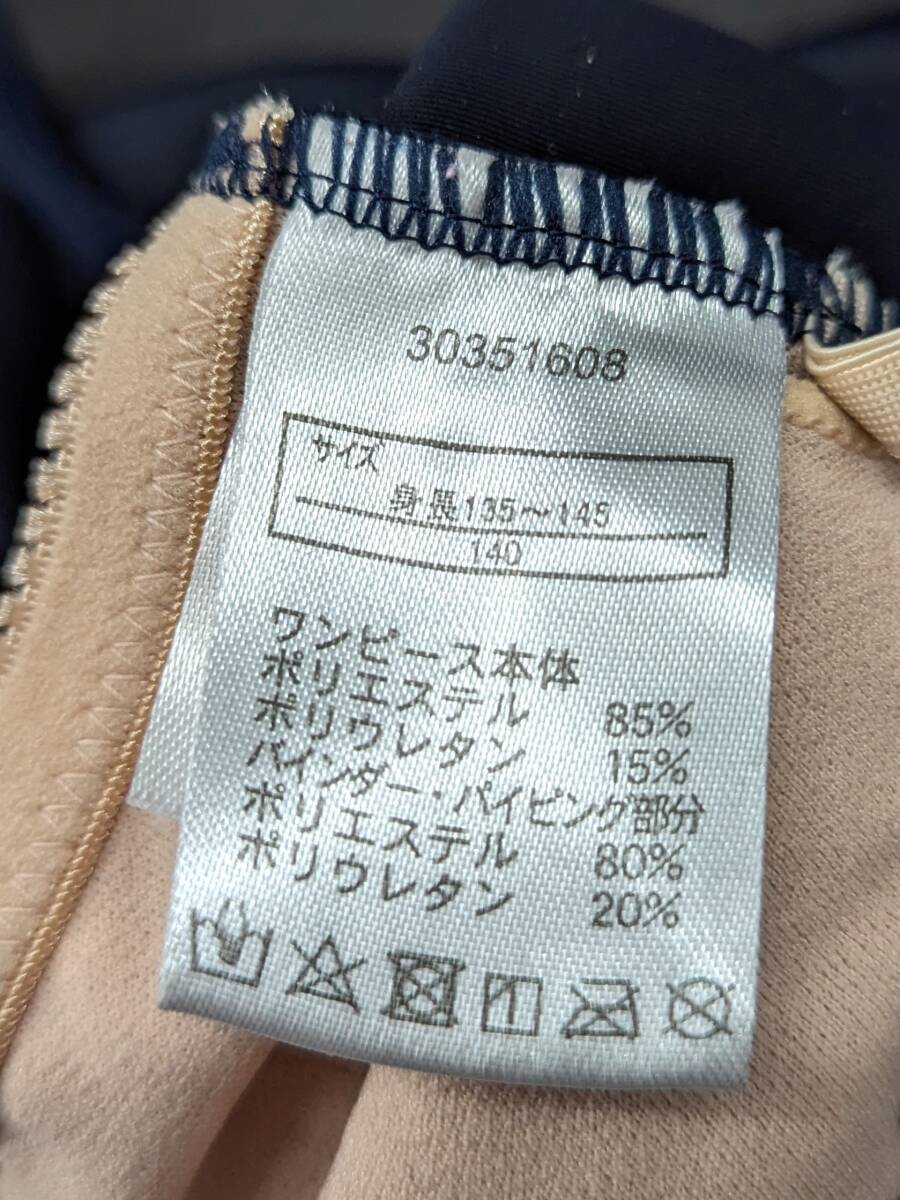 30351608
サイズ
身長135〜145
140
ワンピース本体
ポリエステル 85%
ポリウレタン 15%
バインダー・パイピング部分
ポリエステル 80%
ポリウレタン 20%